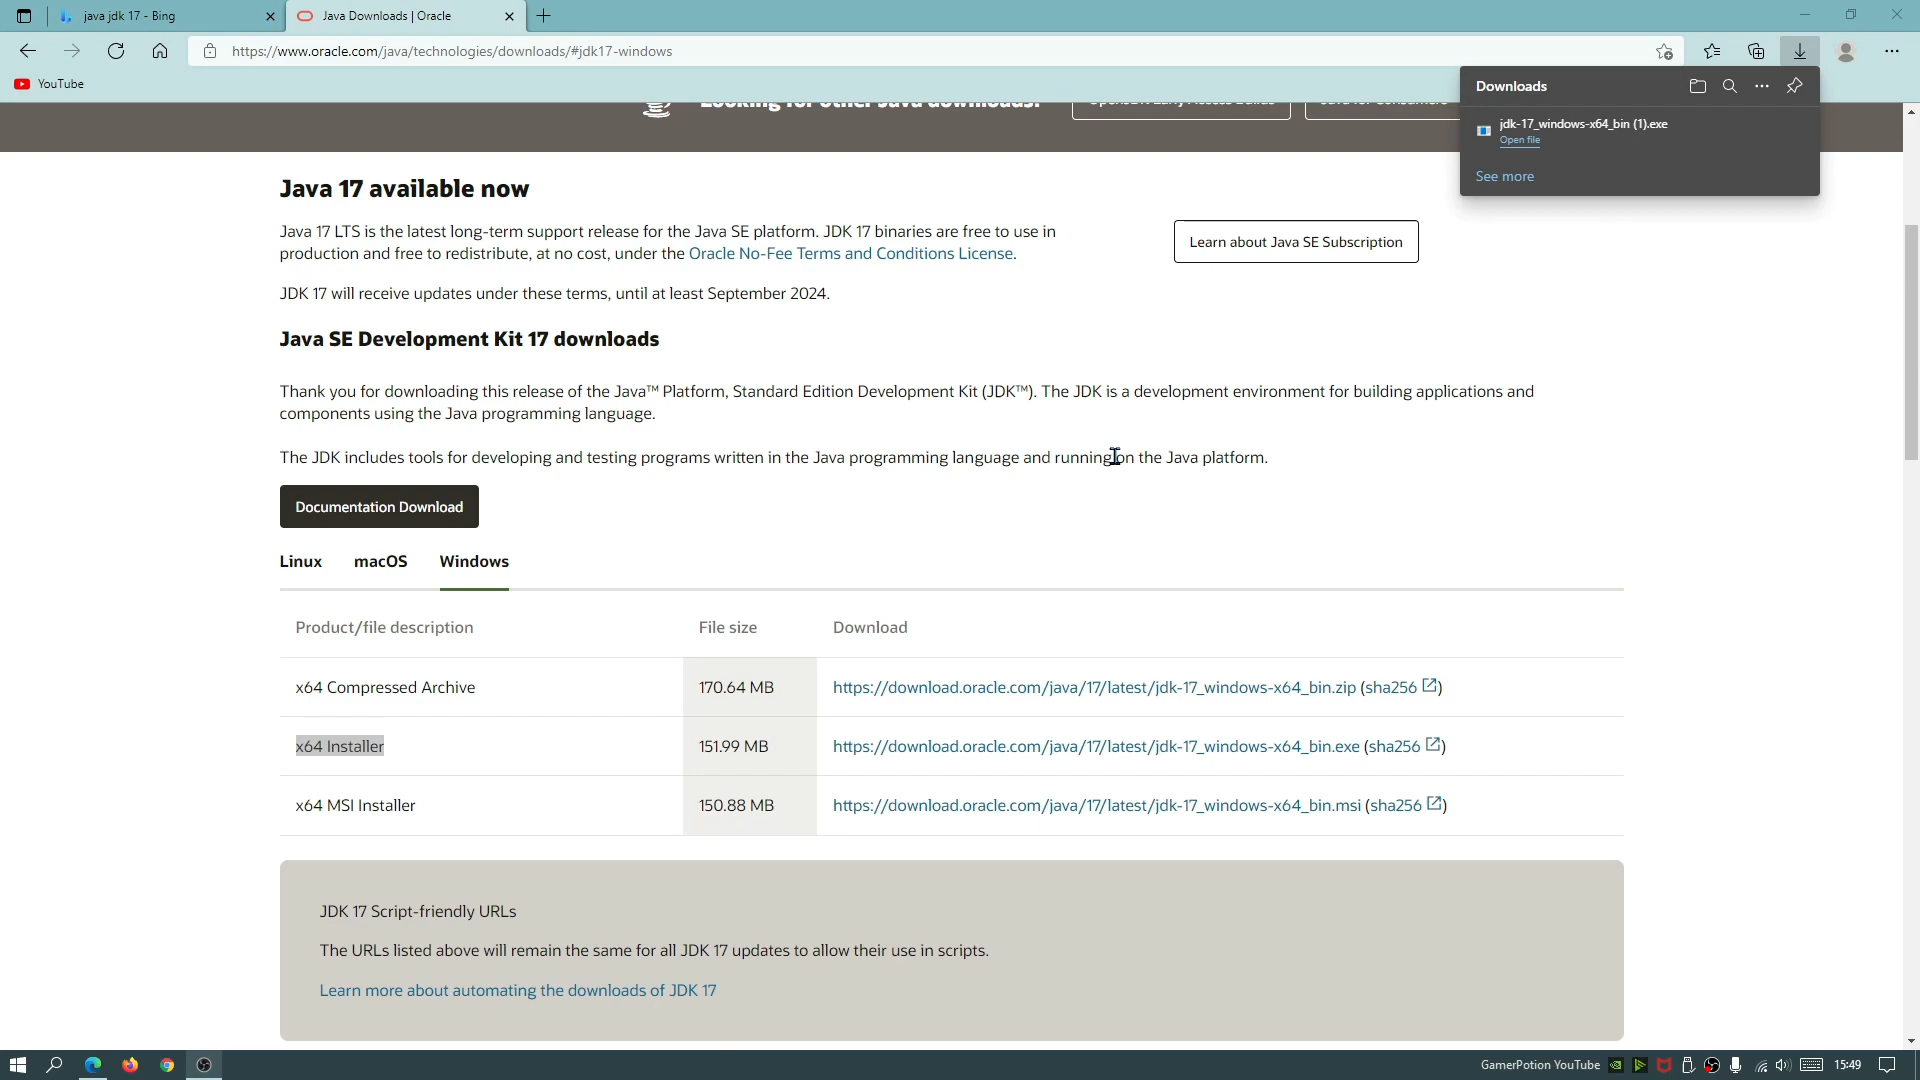 java jdk 17 - Bing
Java Downloads | Oracle
https://www.oracle.com/java/technologies/downloads/#jdk17-windows
YouTube
Downloads
jdk-17_windows-x64_bin (1).exe
Open file
See more
Looking for other Java downloads?
OpenJDK Early Access Builds
Java for Consumers
Java 17 available now
Java 17 LTS is the latest long-term support release for the Java SE platform. JDK 17 binaries are free to use in
production and free to redistribute, at no cost, under the Oracle No-Fee Terms and Conditions License.
Learn about Java SE Subscription
JDK 17 will receive updates under these terms, until at least September 2024.
Java SE Development Kit 17 downloads
Thank you for downloading this release of the Java™ Platform, Standard Edition Development Kit (JDK™). The JDK is a development environment for building applications and
components using the Java programming language.
The JDK includes tools for developing and testing programs written in the Java programming language and running on the Java platform.
Documentation Download
Linux macOS Windows
Product/file description File size Download
x64 Compressed Archive 170.64 MB https://download.oracle.com/java/17/latest/jdk-17_windows-x64_bin.zip (sha256)
x64 Installer 151.99 MB https://download.oracle.com/java/17/latest/jdk-17_windows-x64_bin.exe (sha256)
x64 MSI Installer 150.88 MB https://download.oracle.com/java/17/latest/jdk-17_windows-x64_bin.msi (sha256)
JDK 17 Script-friendly URLs
The URLs listed above will remain the same for all JDK 17 updates to allow their use in scripts.
Learn more about automating the downloads of JDK 17
GamerPotion YouTube
15:49